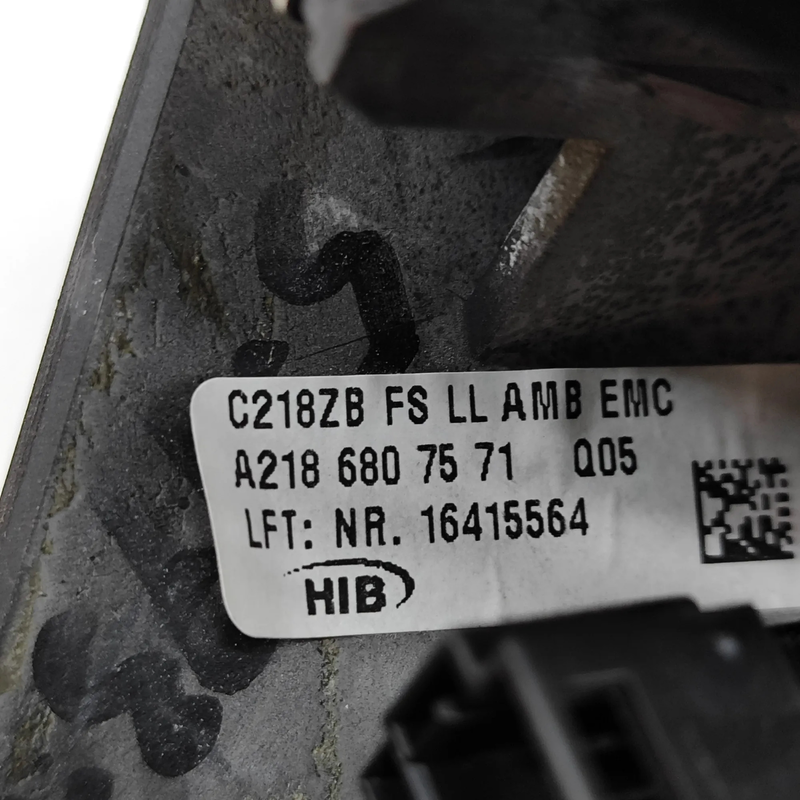 C218ZB FS LL AMB EMC
A218 680 75 71 Q05
LFT: NR. 16415564
HIB